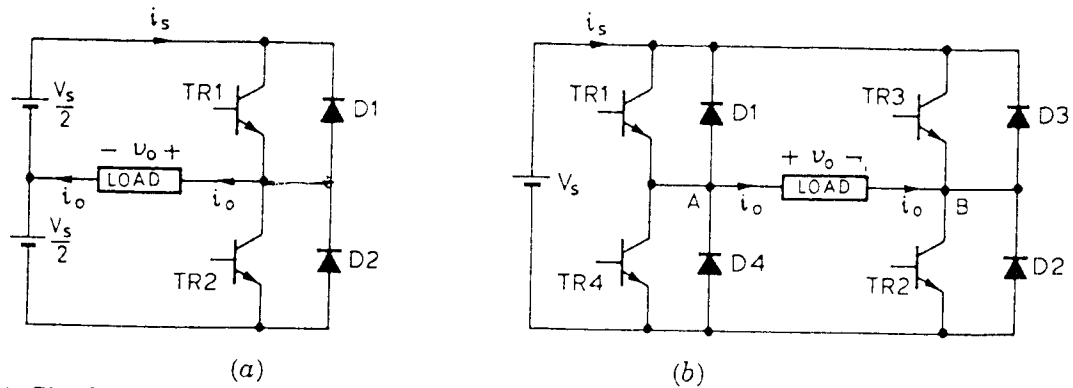 i_s
V_s/2
TR1
D1
- v_o +
LOAD
i_o
i_o
V_s/2
TR2
D2
(a)
i_s
V_s
TR1
D1
TR3
D3
+ v_o -
LOAD
A
i_o
i_o
B
TR4
D4
TR2
D2
(b)